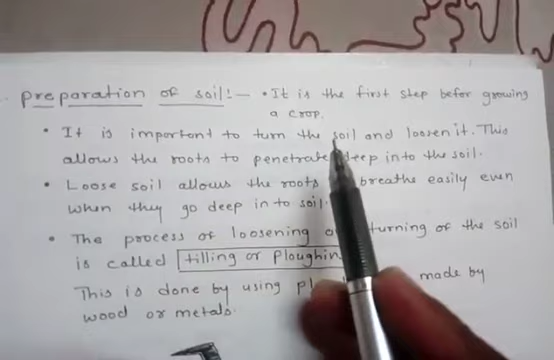 Preparation of soil:- • It is the first step befor growing
a crop.
• It is important to turn the soil and loosen it. This
allows the roots to penetrate deep into the soil.
• Loose soil allows the roots breathe easily even
when they go deep in to soil.
• The process of loosening turning of the soil
is called tilling or ploughin
This is done by using made by
wood or metals.